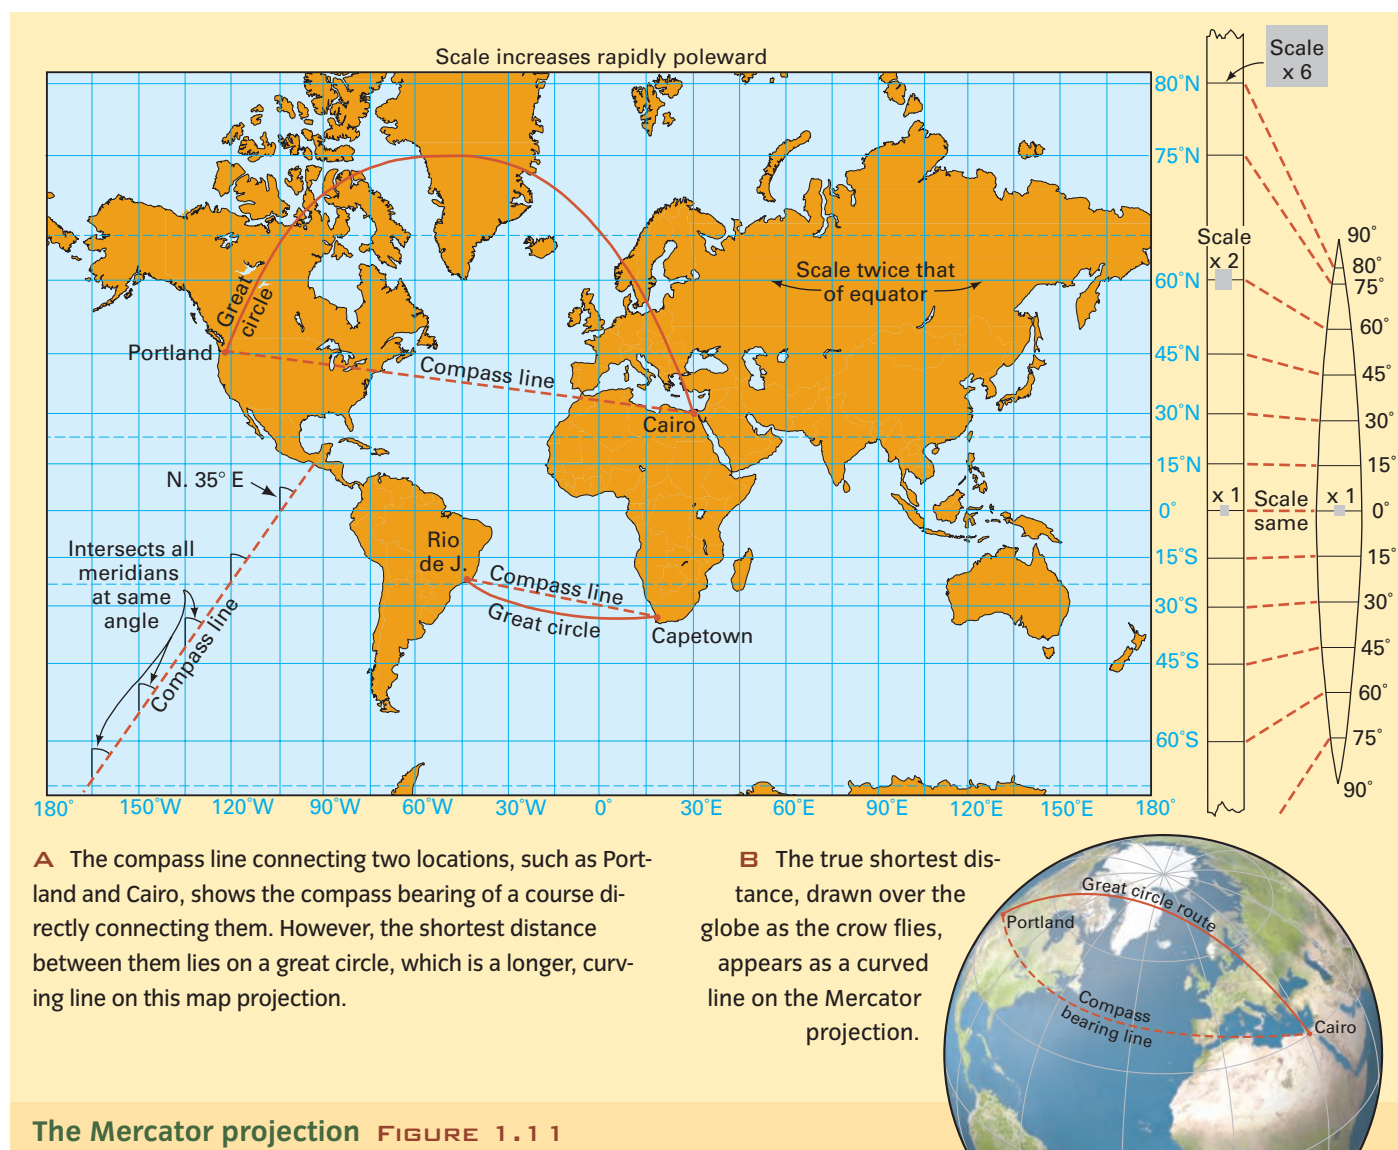 Scale increases rapidly poleward
Scale
x 6
80°N
75°N
Scale
x 2
90°
80°
75°
Scale twice that
of equator
60°N
60°
Great
circle
Portland
Compass line
45°N
45°
Cairo
30°N
30°
N. 35° E
15°N
15°
x 1
Scale
same
x 1
0°
0°
Rio
de J.
Intersects all
meridians
at same
angle
Compass line
Compass line
Great circle
Capetown
15°S
15°
30°S
30°
45°S
45°
60°S
60°
75°
90°
180°
150°W
120°W
90°W
60°W
30°W
0°
30°E
60°E
90°E
120°E
150°E
180°
A The compass line connecting two locations, such as Port-
land and Cairo, shows the compass bearing of a course di-
rectly connecting them. However, the shortest distance
between them lies on a great circle, which is a longer, curv-
ing line on this map projection.
B The true shortest dis-
tance, drawn over the
globe as the crow flies,
appears as a curved
line on the Mercator
projection.
Great circle route
Portland
Compass
bearing line
Cairo
The Mercator projection FIGURE 1.11